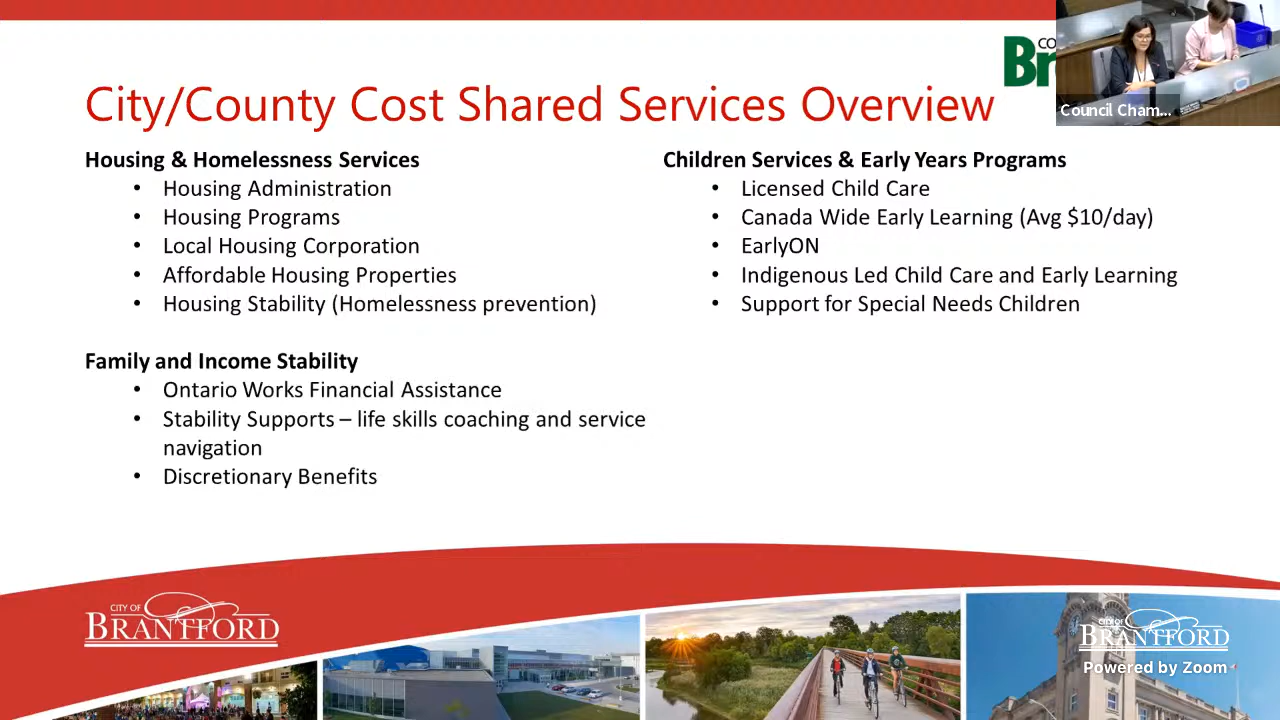 CO
Br
Council Cham...
City/County Cost Shared Services Overview
Housing & Homelessness Services
• Housing Administration
• Housing Programs
• Local Housing Corporation
• Affordable Housing Properties
• Housing Stability (Homelessness prevention)
Family and Income Stability
• Ontario Works Financial Assistance
• Stability Supports – life skills coaching and service
navigation
• Discretionary Benefits
Children Services & Early Years Programs
• Licensed Child Care
• Canada Wide Early Learning (Avg $10/day)
• EarlyON
• Indigenous Led Child Care and Early Learning
• Support for Special Needs Children
CITY OF
BRANTFORD
CITY OF
BRANTFORD
Powered by Zoom